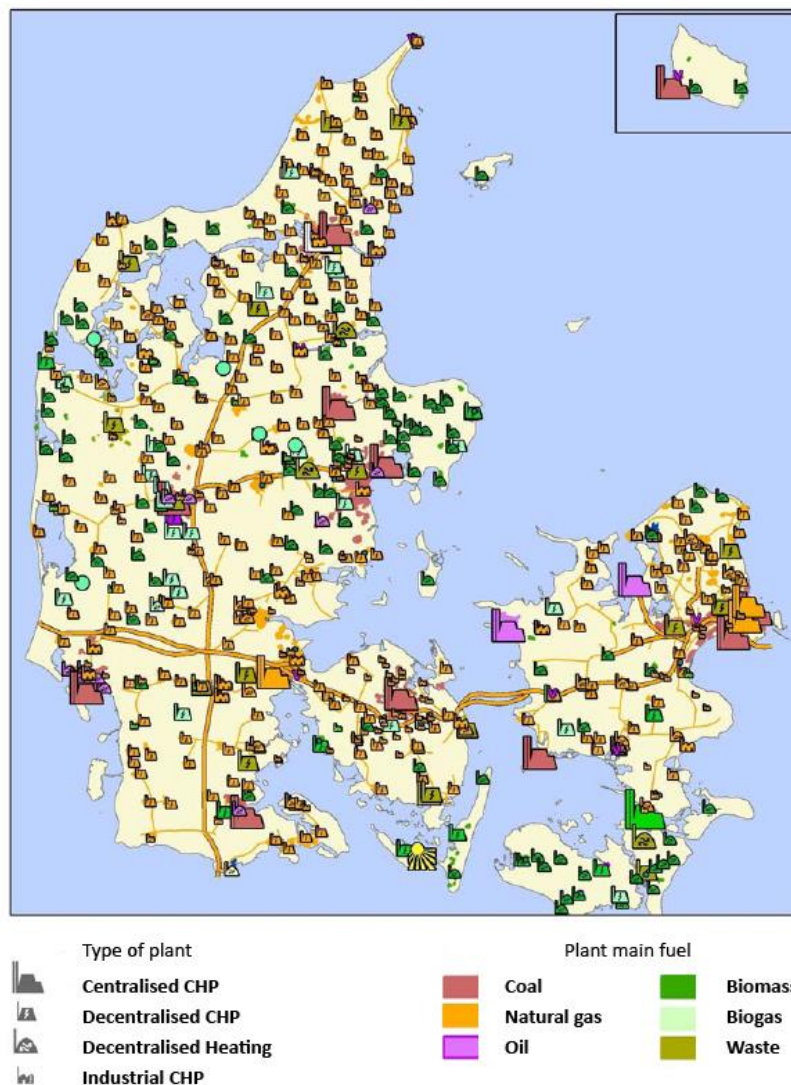 Type of plant
Plant main fuel
Centralised CHP
Coal
Biomass
Decentralised CHP
Natural gas
Biogas
Decentralised Heating
Oil
Waste
Industrial CHP